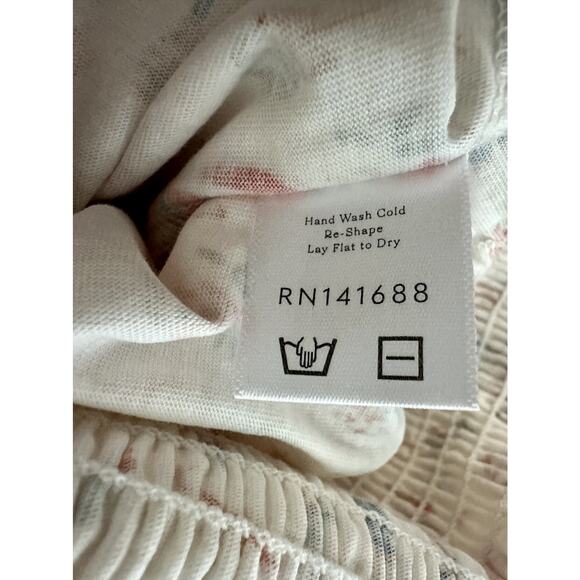 Hand Wash Cold
Re-Shape
Lay Flat to Dry
RN141688